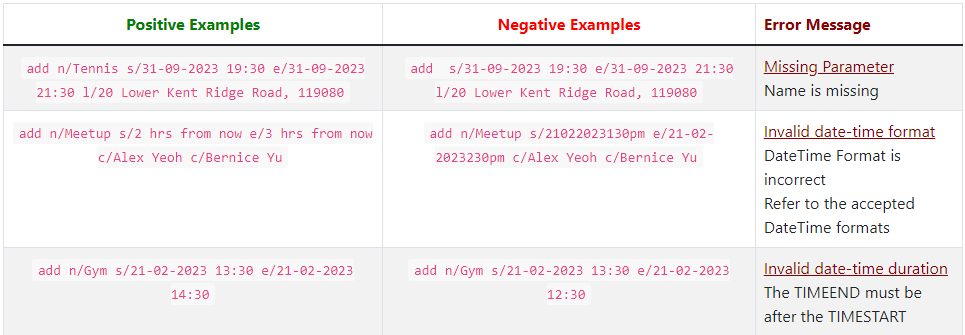 Positive Examples
Negative Examples
Error Message
add n/Tennis s/31-09-2023 19:30 e/31-09-2023
21:30 l/20 Lower Kent Ridge Road, 119080
add  s/31-09-2023 19:30 e/31-09-2023 21:30
l/20 Lower Kent Ridge Road, 119080
Missing Parameter
Name is missing
add n/Meetup s/2 hrs from now e/3 hrs from now
c/Alex Yeoh c/Bernice Yu
add n/Meetup s/21022023130pm e/21-02-
2023230pm c/Alex Yeoh c/Bernice Yu
Invalid date-time format
DateTime Format is
incorrect
Refer to the accepted
DateTime formats
add n/Gym s/21-02-2023 13:30 e/21-02-2023
14:30
add n/Gym s/21-02-2023 13:30 e/21-02-2023
12:30
Invalid date-time duration
The TIMEEND must be
after the TIMESTART